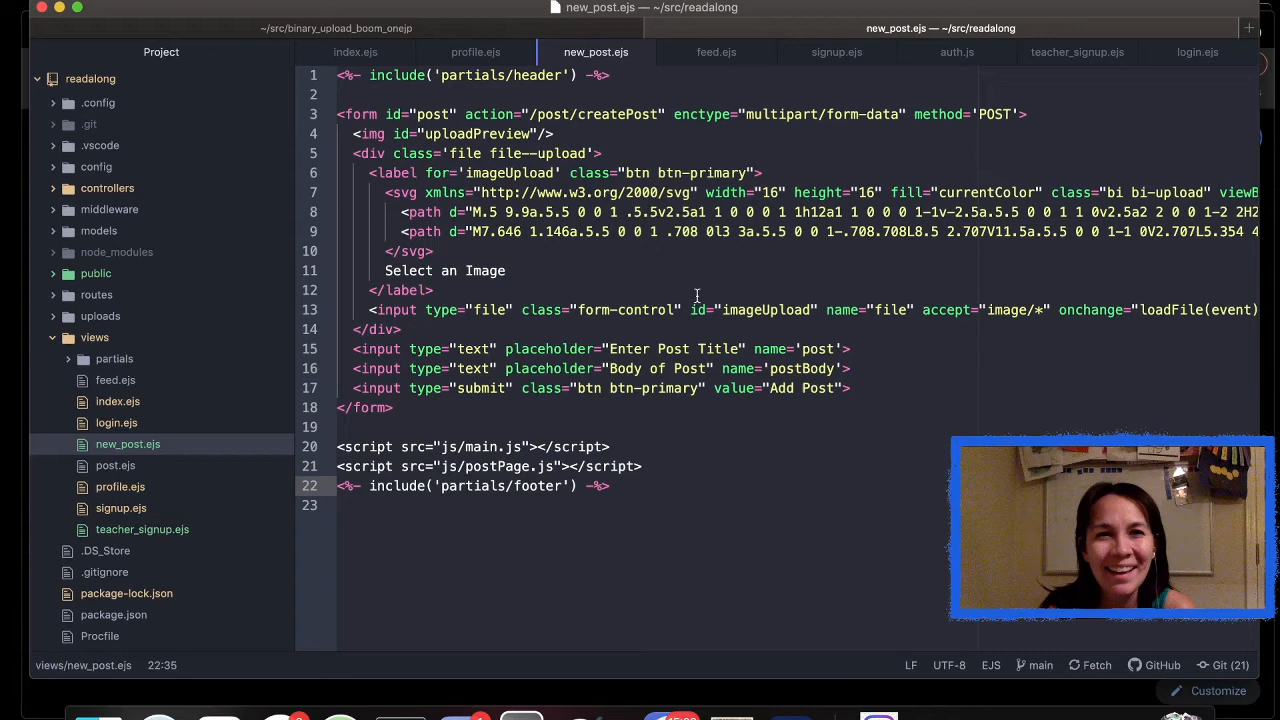 new_post.ejs — ~/src/readalong
~/src/binary_upload_boom_onejp
new_post.ejs — ~/src/readalong
Project
index.ejs
profile.ejs
new_post.ejs
feed.ejs
signup.ejs
auth.js
teacher_signup.ejs
login.ejs
readalong
.config
.git
.vscode
config
controllers
middleware
models
node_modules
public
routes
uploads
views
partials
feed.ejs
index.ejs
login.ejs
new_post.ejs
post.ejs
profile.ejs
signup.ejs
teacher_signup.ejs
.DS_Store
.gitignore
package-lock.json
package.json
Procfile
1 <%- include('partials/header') -%>
2
3 <form id="post" action="/post/createPost" enctype="multipart/form-data" method='POST'>
4 <img id="uploadPreview"/>
5 <div class='file file--upload'>
6 <label for='imageUpload' class="btn btn-primary">
7 <svg xmlns="http://www.w3.org/2000/svg" width="16" height="16" fill="currentColor" class="bi bi-upload" viewB
8 <path d="M.5 9.9a.5.5 0 0 1 .5.5v2.5a1 1 0 0 0 1 1h12a1 1 0 0 0 1-1v-2.5a.5.5 0 0 1 1 0v2.5a2 2 0 0 1-2 2H2
9 <path d="M7.646 1.146a.5.5 0 0 1 .708 0l3 3a.5.5 0 0 1-.708.708L8.5 2.707V11.5a.5.5 0 0 1-1 0V2.707L5.354 4
10 </svg>
11 Select an Image
12 </label>
13 <input type="file" class="form-control" id="imageUpload" name="file" accept="image/*" onchange="loadFile(event)
14 </div>
15 <input type="text" placeholder="Enter Post Title" name='post'>
16 <input type="text" placeholder="Body of Post" name='postBody'>
17 <input type="submit" class="btn btn-primary" value="Add Post">
18 </form>
19
20 <script src="js/main.js"></script>
21 <script src="js/postPage.js"></script>
22 <%- include('partials/footer') -%>
23
views/new_post.ejs 22:35
LF UTF-8 EJS main Fetch GitHub Git (21)
Customize